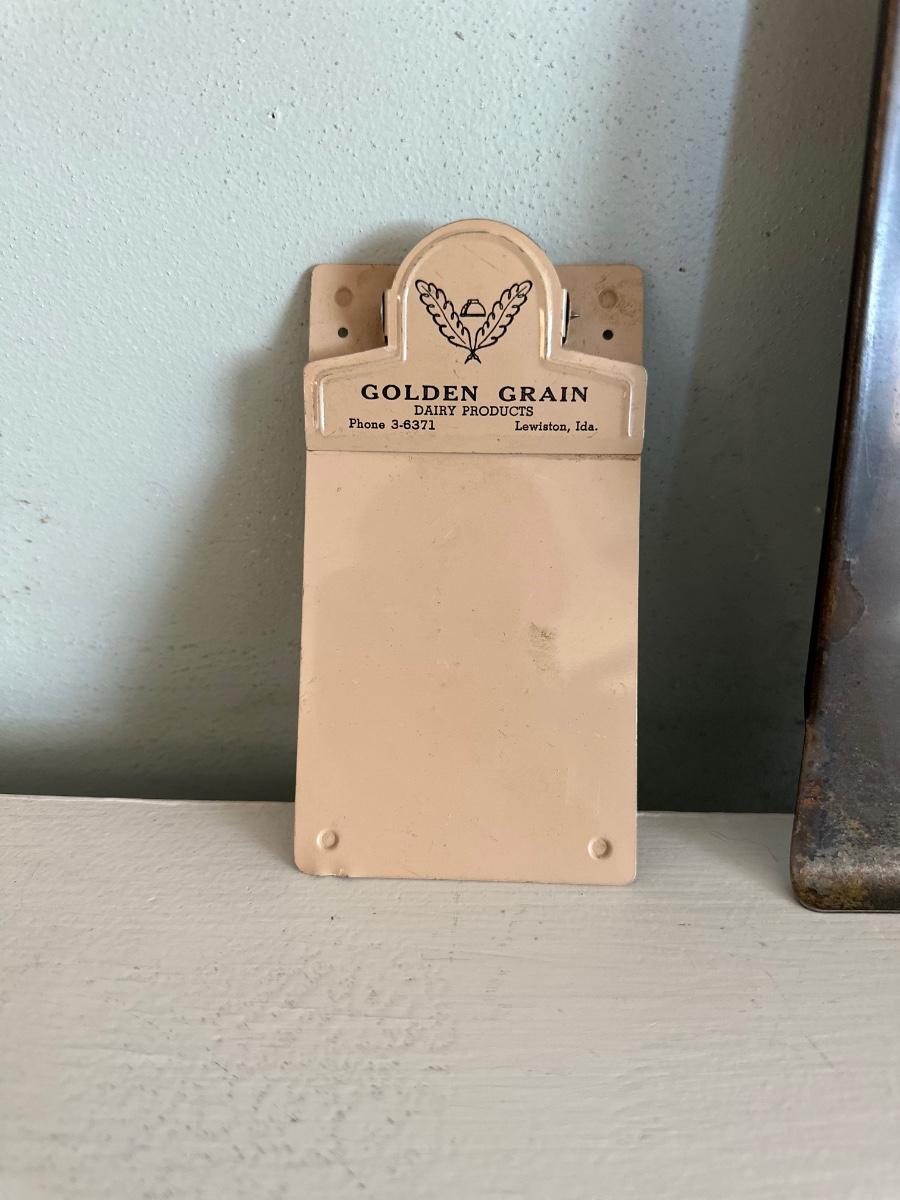 GOLDEN GRAIN
DAIRY PRODUCTS
Phone 3-6371 Lewiston, Ida.